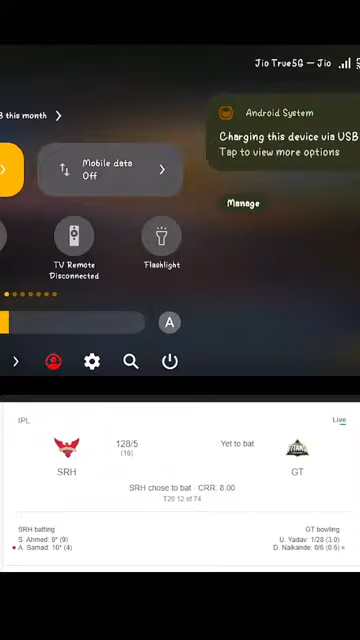 Jio True5G — Jio
B this month
Android System
Charging this device via USB
Tap to view more options
Mobile data
Off
Manage
TV Remote
Disconnected
Flashlight
A
IPL
Live
128/5
(16)
Yet to bat
SRH
TITANS
GT
SRH chose to bat · CRR: 8.00
T20 12 of 74
SRH batting
GT bowling
S. Ahmed: 9* (9)
U. Yadav: 1/28 (3.0)
A. Samad: 10* (4)
D. Nalkande: 0/6 (0.6)